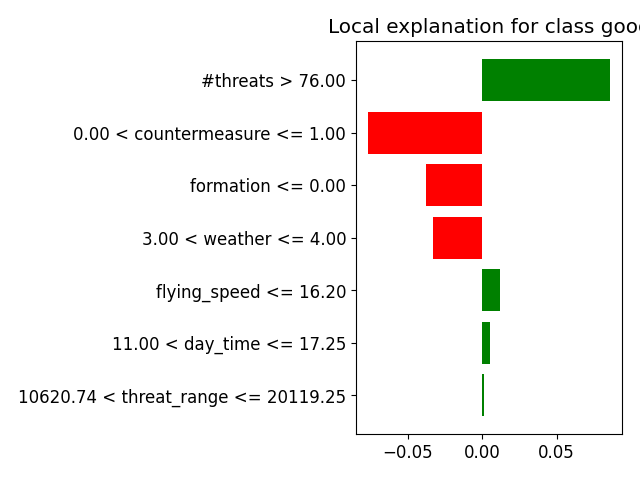 Local explanation for class good
#threats > 76.00
0.00 < countermeasure <= 1.00
formation <= 0.00
3.00 < weather <= 4.00
flying_speed <= 16.20
11.00 < day_time <= 17.25
10620.74 < threat_range <= 20119.25
−0.05 0.00 0.05